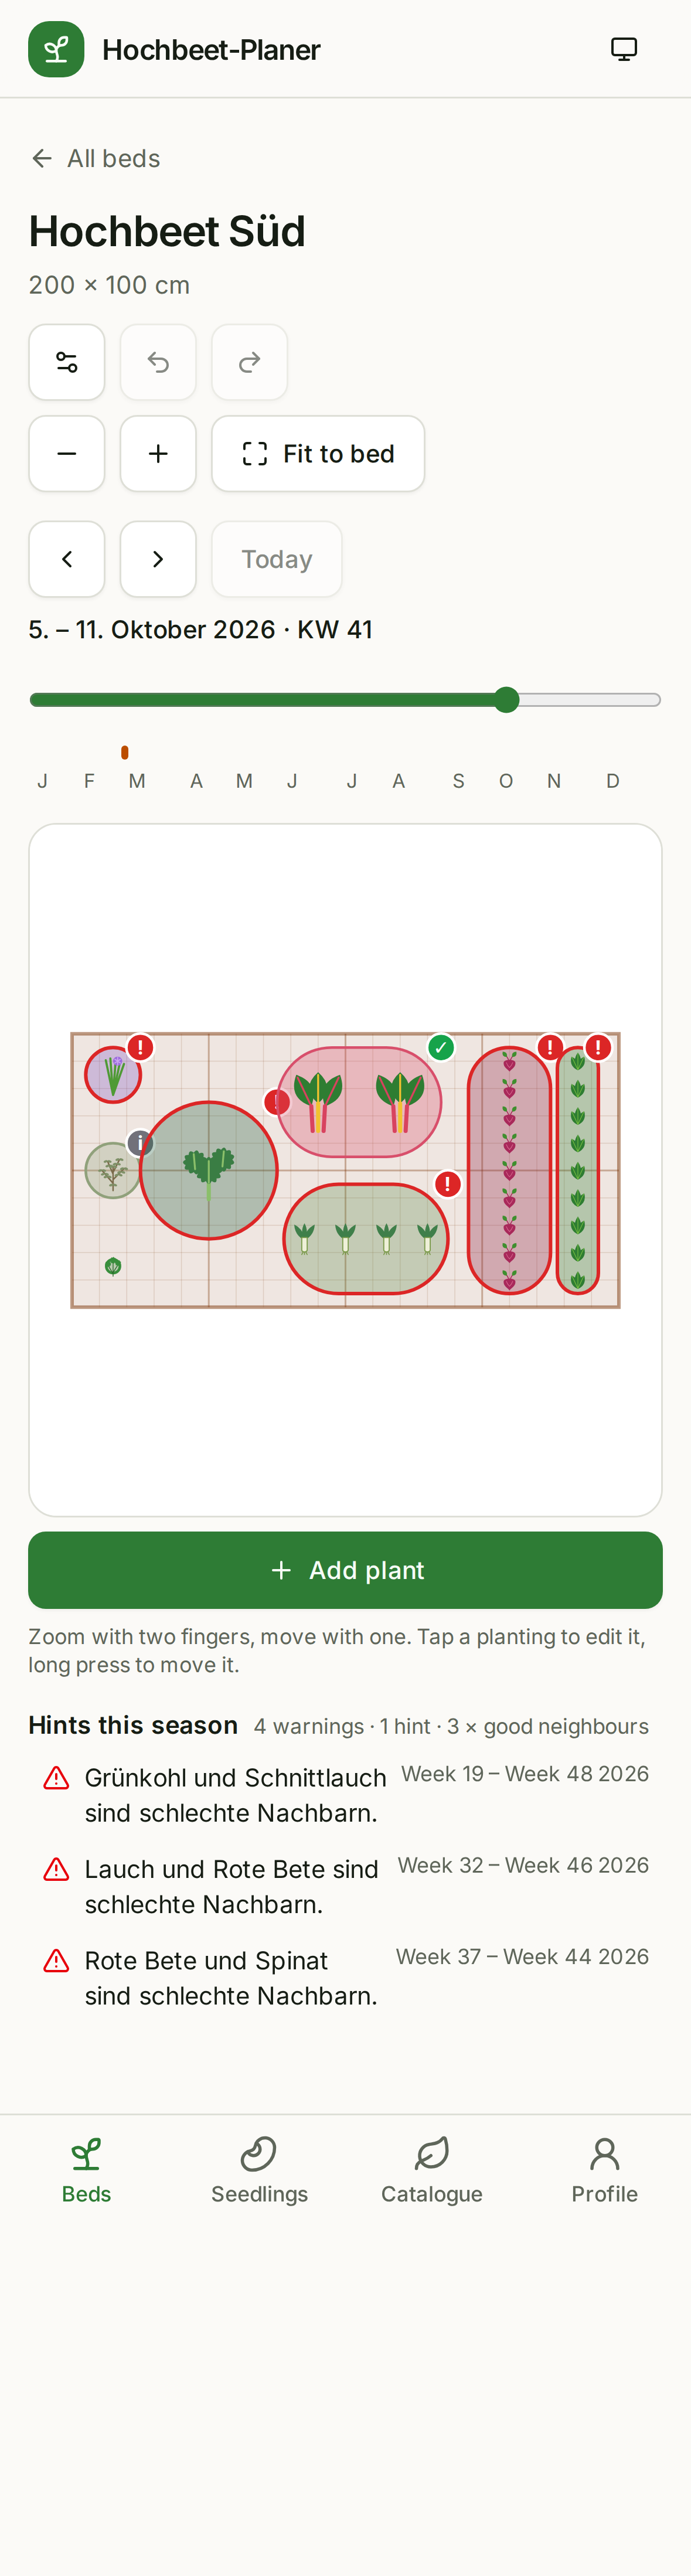 Hochbeet-Planer
All beds
Hochbeet Süd
200 × 100 cm
Fit to bed
Today
5. – 11. Oktober 2026 · KW 41
J F M A M J J A S O N D
! ✓ ! !
!
i
!
Add plant
Zoom with two fingers, move with one. Tap a planting to edit it,
long press to move it.
Hints this season 4 warnings · 1 hint · 3 × good neighbours
Grünkohl und Schnittlauch Week 19 – Week 48 2026
sind schlechte Nachbarn.
Lauch und Rote Bete sind Week 32 – Week 46 2026
schlechte Nachbarn.
Rote Bete und Spinat Week 37 – Week 44 2026
sind schlechte Nachbarn.
Beds Seedlings Catalogue Profile